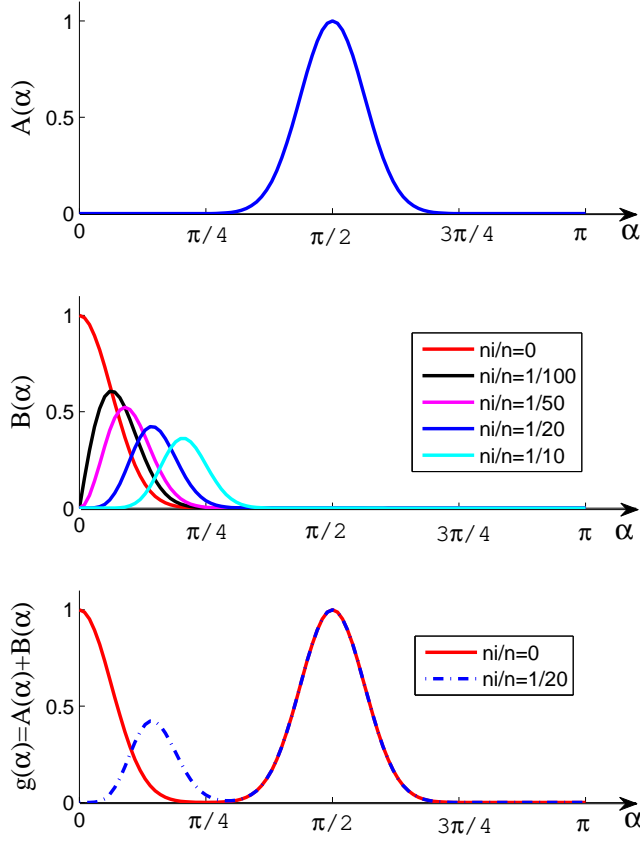 A(α)
1
0.5
0
0 π/4 π/2 3π/4 π α
B(α)
1
0.5
0
ni/n=0
ni/n=1/100
ni/n=1/50
ni/n=1/20
ni/n=1/10
0 π/4 π/2 3π/4 π α
g(α)=A(α)+B(α)
1
0.5
0
ni/n=0
ni/n=1/20
0 π/4 π/2 3π/4 π α